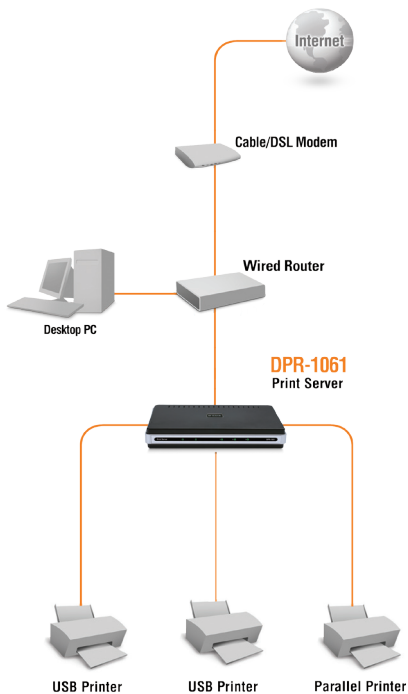 Internet
Cable/DSL Modem
Wired Router
Desktop PC
DPR-1061
Print Server
USB Printer
USB Printer
Parallel Printer